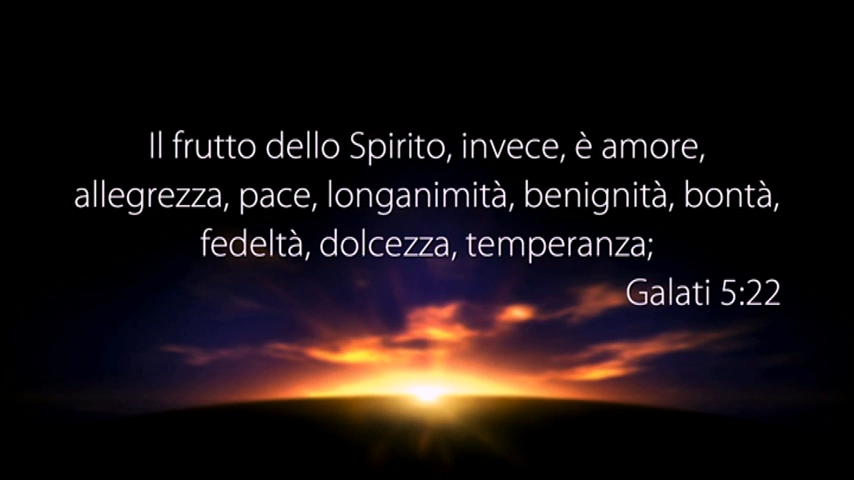 Il frutto dello Spirito, invece, è amore,
allegrezza, pace, longanimità, benignità, bontà,
fedeltà, dolcezza, temperanza;
Galati 5:22